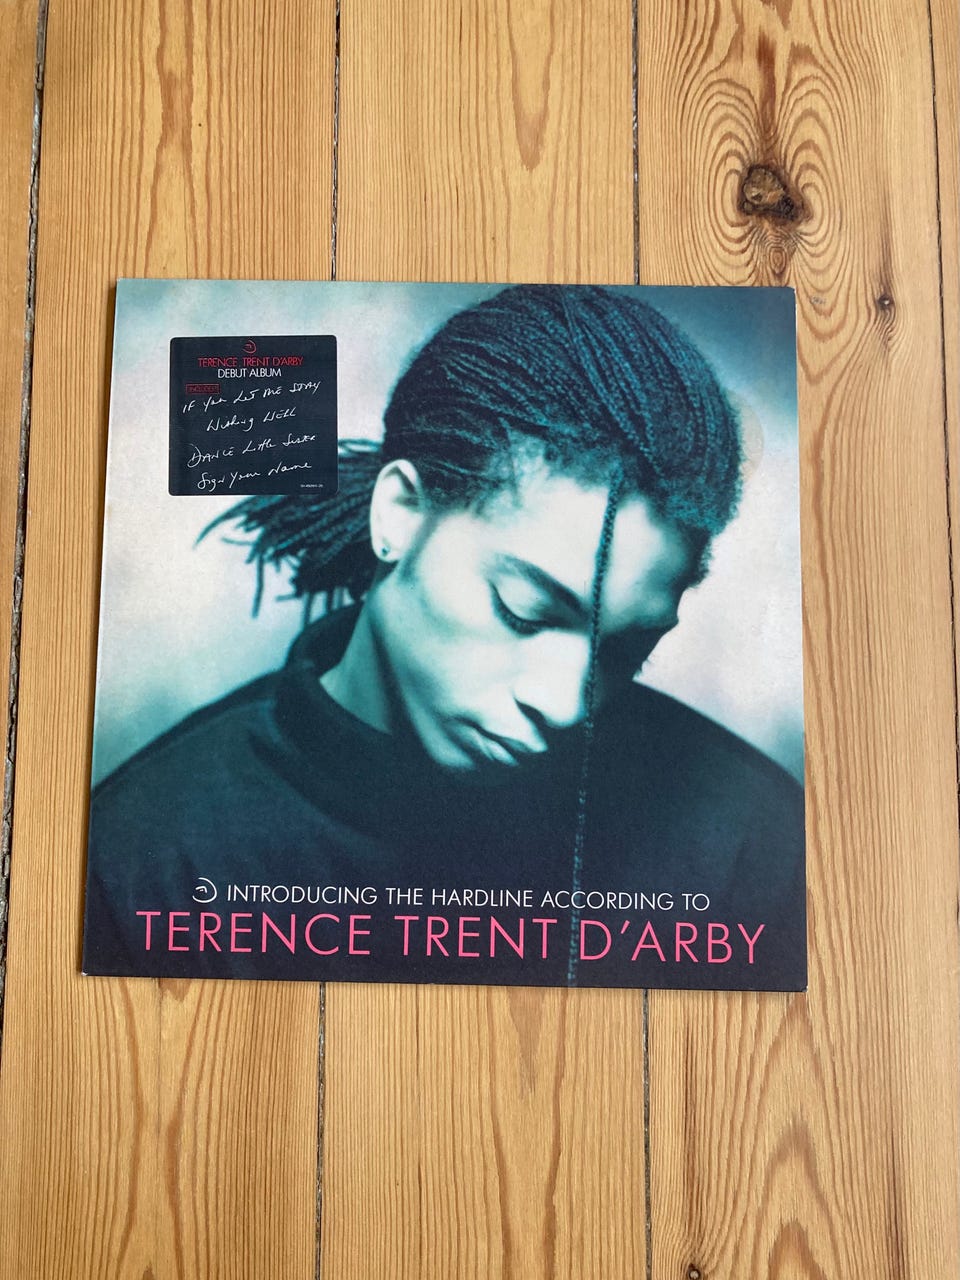 TERENCE TRENT D'ARBY
DEBUT ALBUM
INCLUDES
IF You LET ME STAY
Wishing WELL
DANCE Little Sister
Sign Your Name
INTRODUCING THE HARDLINE ACCORDING TO
TERENCE TRENT D'ARBY